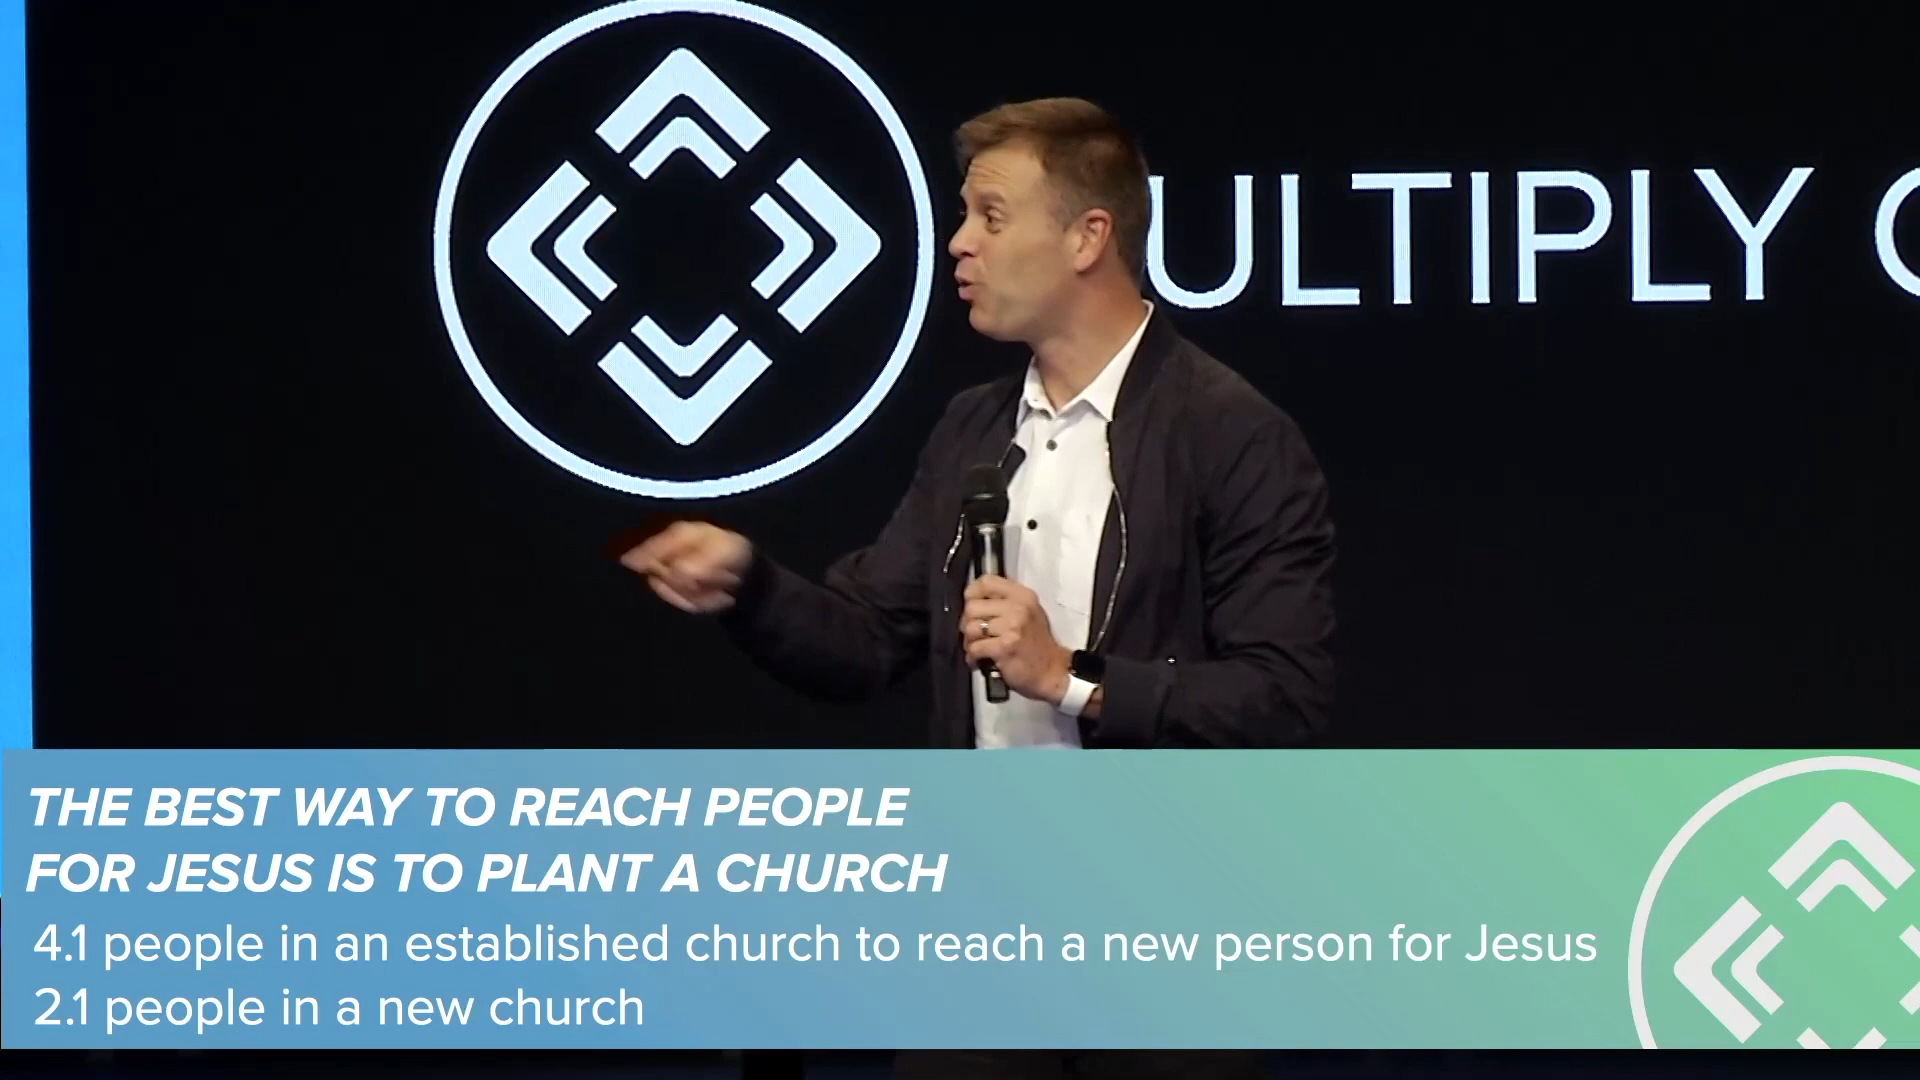 ULTIPLY
THE BEST WAY TO REACH PEOPLE
FOR JESUS IS TO PLANT A CHURCH
4.1 people in an established church to reach a new person for Jesus
2.1 people in a new church